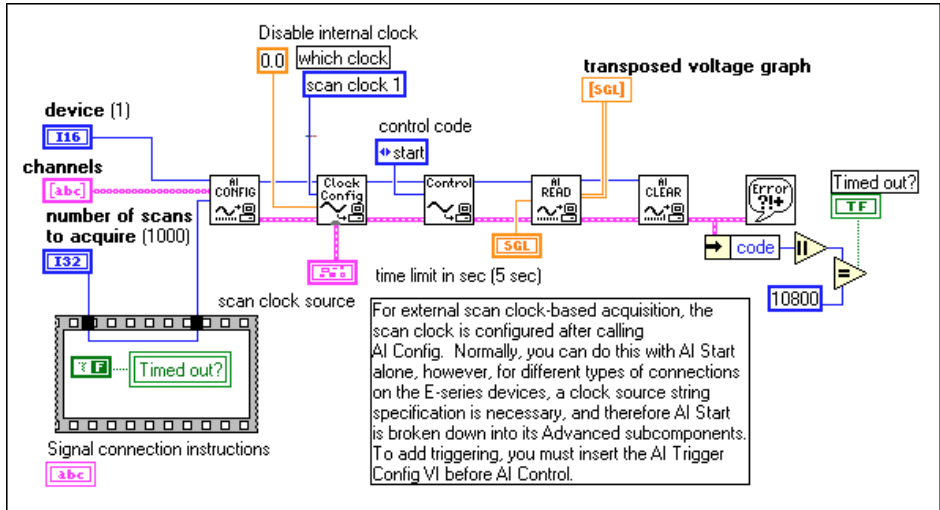 Disable internal clock
0.0
which clock
scan clock 1
transposed voltage graph
[SGL]
device (1)
I16
control code
start
channels
[abc]
AI
CONFIG
Clock
Config
Control
AI
READ
AI
CLEAR
Error
?!+
Timed out?
TF
number of scans
to acquire (1000)
I32
SGL
code
=
10800
scan clock source
time limit in sec (5 sec)
For external scan clock-based acquisition, the
scan clock is configured after calling
AI Config. Normally, you can do this with AI Start
alone, however, for different types of connections
on the E-series devices, a clock source string
specification is necessary, and therefore AI Start
is broken down into its Advanced subcomponents.
To add triggering, you must insert the AI Trigger
Config VI before AI Control.
F
Timed out?
Signal connection instructions
abc